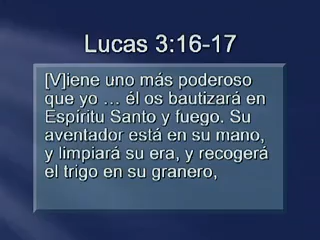 Lucas 3:16-17
[V]iene uno más poderoso
que yo … él os bautizará en
Espíritu Santo y fuego. Su
aventador está en su mano,
y limpiará su era, y recogerá
el trigo en su granero,